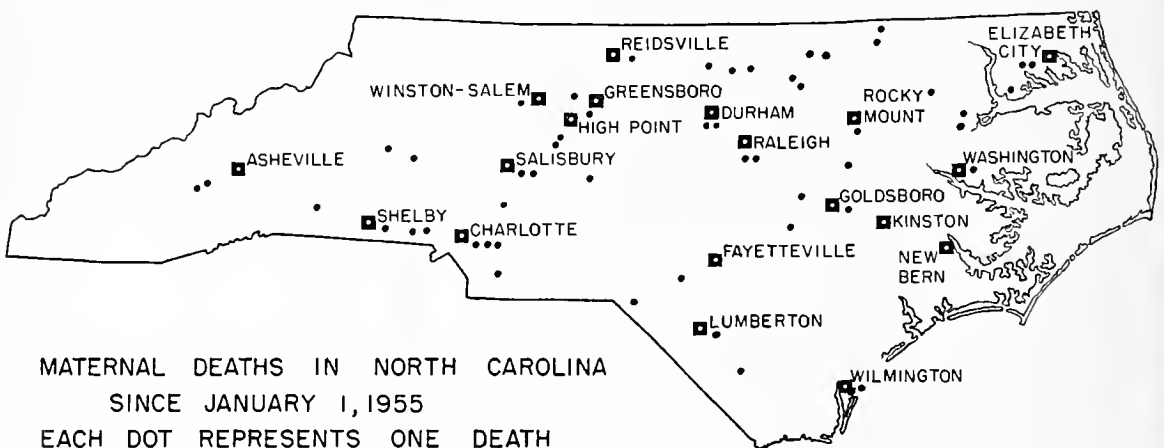 REIDSVILLE
ELIZABETH
CITY
WINSTON-SALEM
GREENSBORO
DURHAM
ROCKY
MOUNT
HIGH POINT
RALEIGH
ASHEVILLE
SALISBURY
WASHINGTON
GOLDSBORO
SHELBY
KINSTON
CHARLOTTE
FAYETTEVILLE
NEW
BERN
LUMBERTON
WILMINGTON
MATERNAL DEATHS IN NORTH CAROLINA
SINCE JANUARY 1, 1955
EACH DOT REPRESENTS ONE DEATH